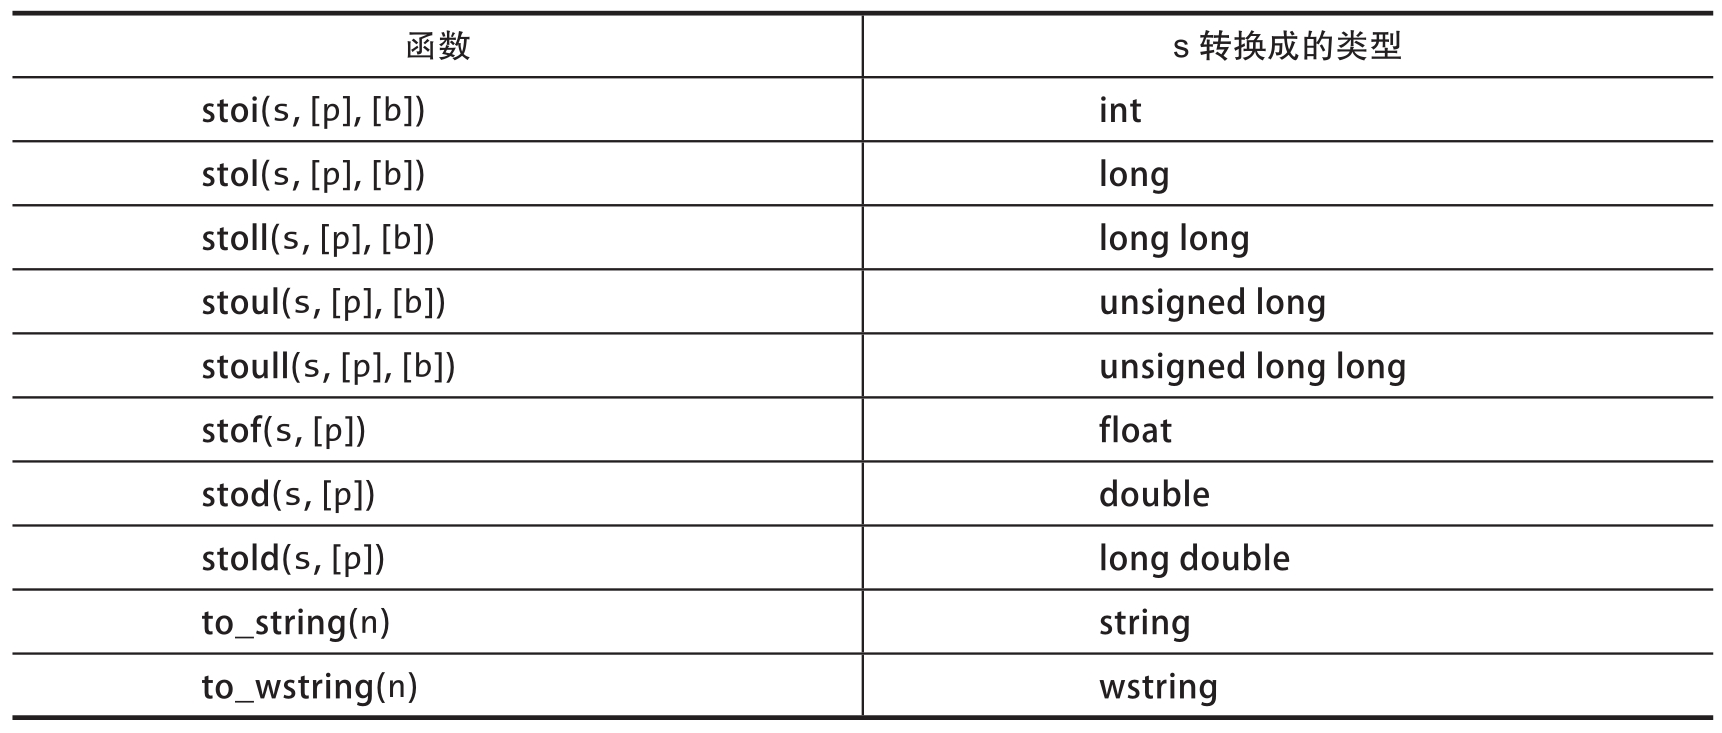 函数 s 转换成的类型
stoi(s, [p], [b]) int
stol(s, [p], [b]) long
stoll(s, [p], [b]) long long
stoul(s, [p], [b]) unsigned long
stoull(s, [p], [b]) unsigned long long
stof(s, [p]) float
stod(s, [p]) double
stold(s, [p]) long double
to_string(n) string
to_wstring(n) wstring